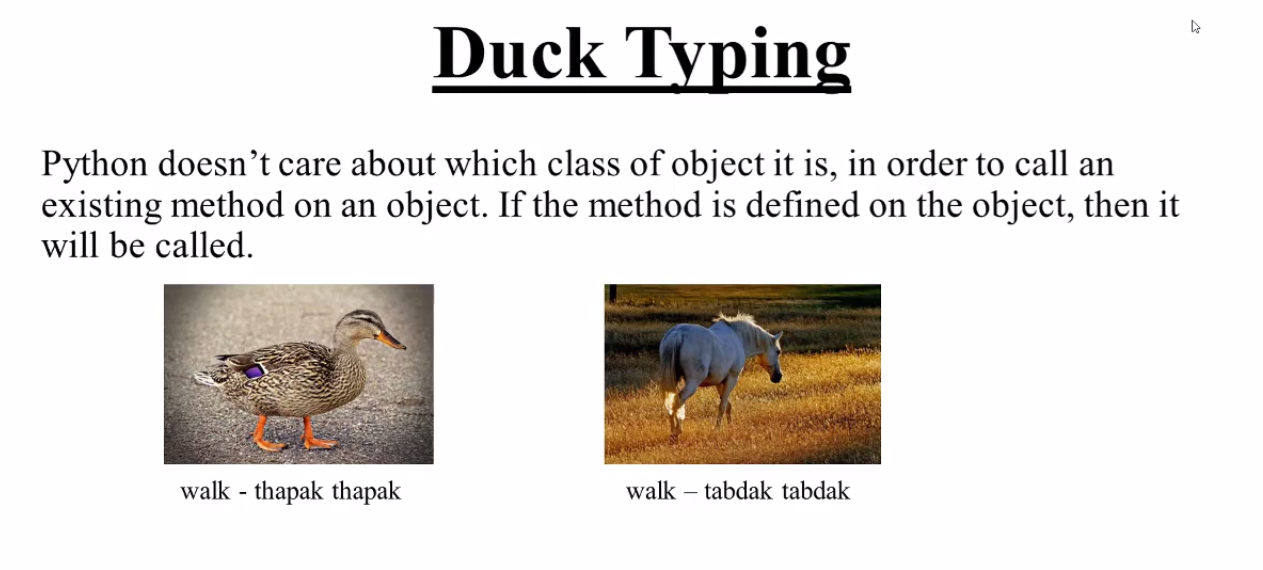 Duck Typing
Python doesn’t care about which class of object it is, in order to call an
existing method on an object. If the method is defined on the object, then it
will be called.
walk - thapak thapak
walk – tabdak tabdak